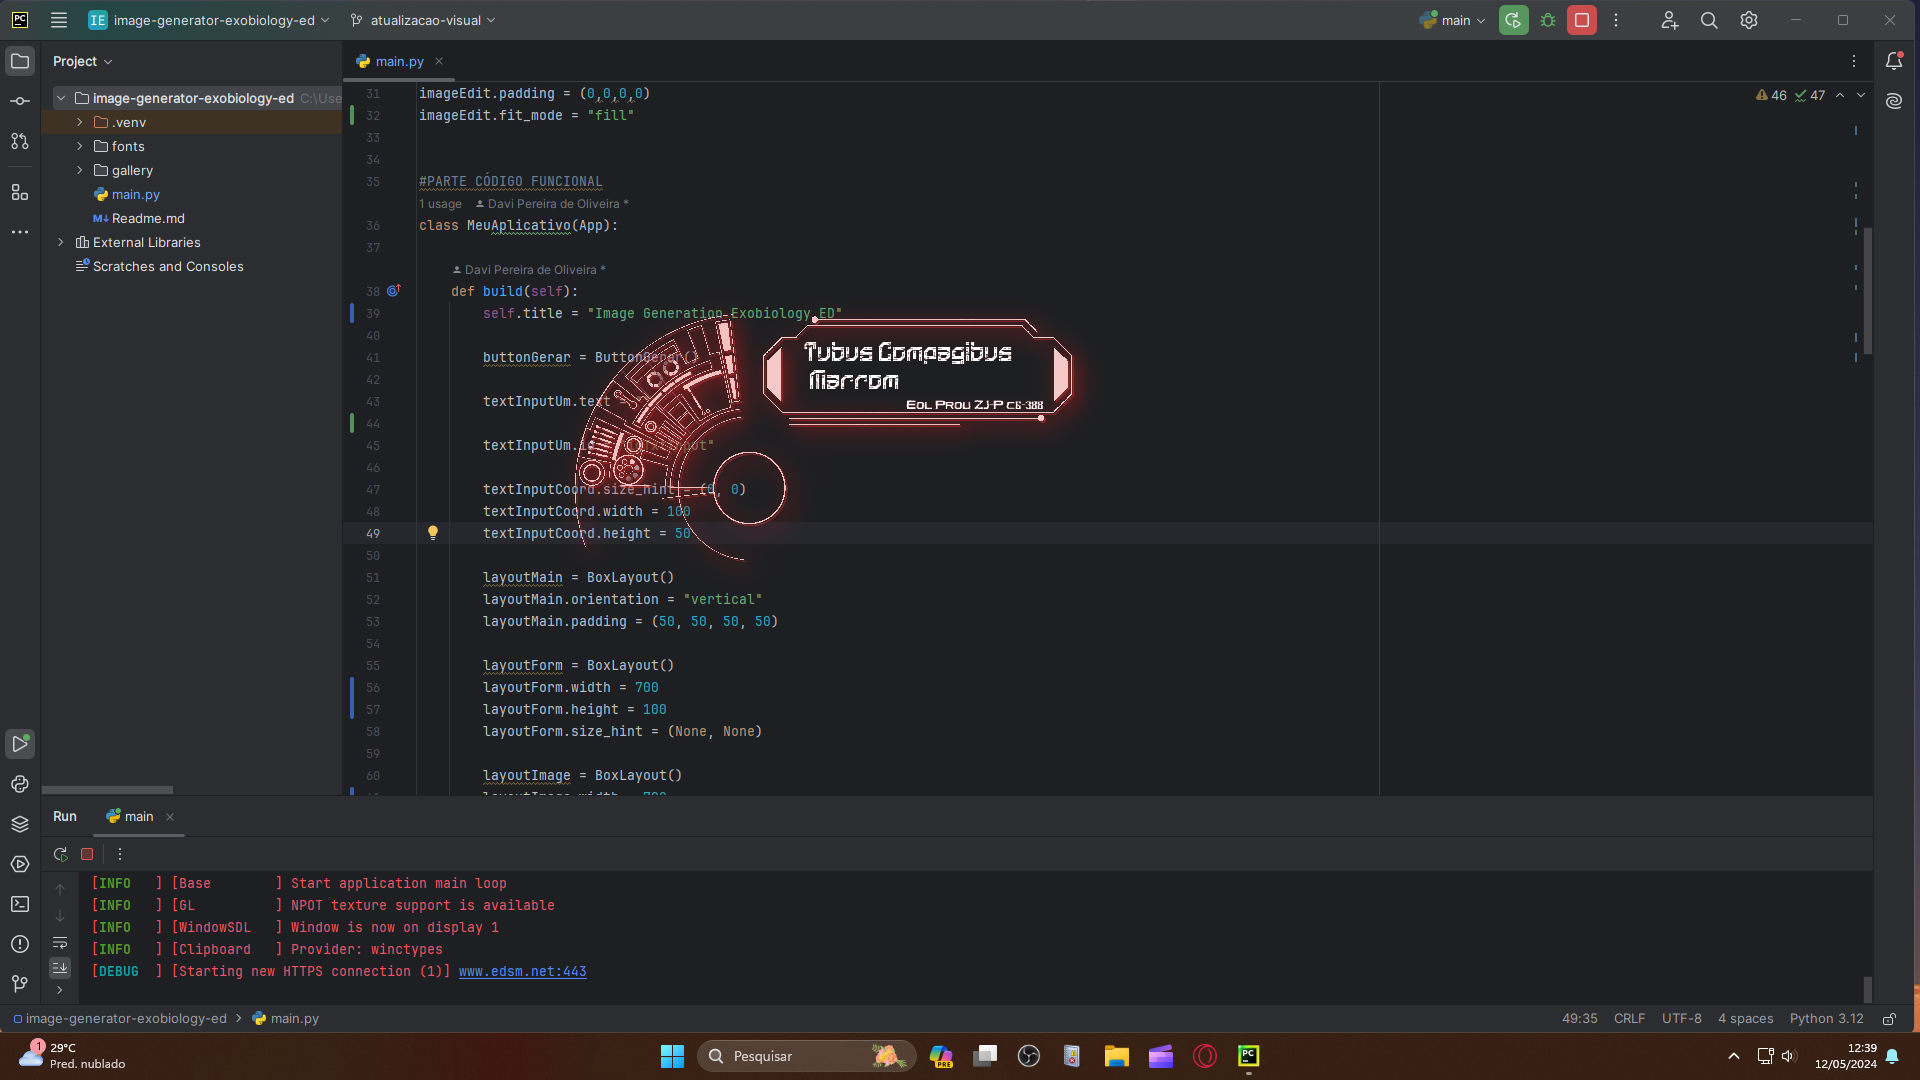 PC
IE image-generator-exobiology-ed
atualizacao-visual
main
Project
main.py
image-generator-exobiology-ed C:\Use
.venv
fonts
gallery
main.py
M↓ Readme.md
External Libraries
Scratches and Consoles
46 47
31 imageEdit.padding = (0,0,0,0)
32 imageEdit.fit_mode = "fill"
33
34
35 #PARTE CÓDIGO FUNCIONAL
1 usage Davi Pereira de Oliveira *
36 class MeuAplicativo(App):
37
Davi Pereira de Oliveira *
38 def build(self):
39 self.title = "Image Generation Exobiology ED"
40
41 buttonGerar = ButtonGerar()
42
43 textInputUm.text =
44
45 textInputUm.
46
47 textInputCoord.size_hint = (0, 0)
48 textInputCoord.width = 100
49 textInputCoord.height = 50
50
51 layoutMain = BoxLayout()
52 layoutMain.orientation = "vertical"
53 layoutMain.padding = (50, 50, 50, 50)
54
55 layoutForm = BoxLayout()
56 layoutForm.width = 700
57 layoutForm.height = 100
58 layoutForm.size_hint = (None, None)
59
60 layoutImage = BoxLayout()
Tubus Compagibus
Marrom
Eol Prou ZJ-P c6-388
Run main
[INFO ] [Base ] Start application main loop
[INFO ] [GL ] NPOT texture support is available
[INFO ] [WindowSDL ] Window is now on display 1
[INFO ] [Clipboard ] Provider: winctypes
[DEBUG ] [Starting new HTTPS connection (1)] www.edsm.net:443
image-generator-exobiology-ed > main.py
49:35 CRLF UTF-8 4 spaces Python 3.12
1
29°C
Pred. nublado
Pesquisar
PRE
PC
12:39
12/05/2024